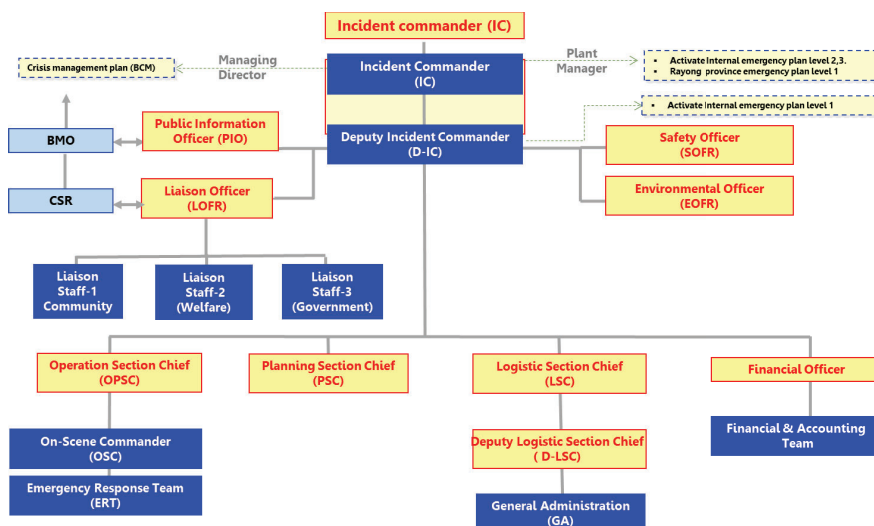 Incident commander (IC)
Crisis management plan (BCM)
Managing
Director
Incident Commander
(IC)
Plant
Manager
▪ Activate Internal emergency plan level 2,3.
▪ Rayong province emergency plan level 1
▪ Activate Internal emergency plan level 1
BMO
Public Information
Officer (PIO)
Deputy Incident Commander
(D-IC)
Safety Officer
(SOFR)
CSR
Liaison Officer
(LOFR)
Environmental Officer
(EOFR)
Liaison
Staff-1
Community
Liaison
Staff-2
(Welfare)
Liaison
Staff-3
(Government)
Operation Section Chief
(OPSC)
Planning Section Chief
(PSC)
Logistic Section Chief
(LSC)
Financial Officer
On-Scene Commander
(OSC)
Deputy Logistic Section Chief
( D-LSC)
Financial & Accounting
Team
Emergency Response Team
(ERT)
General Administration
(GA)